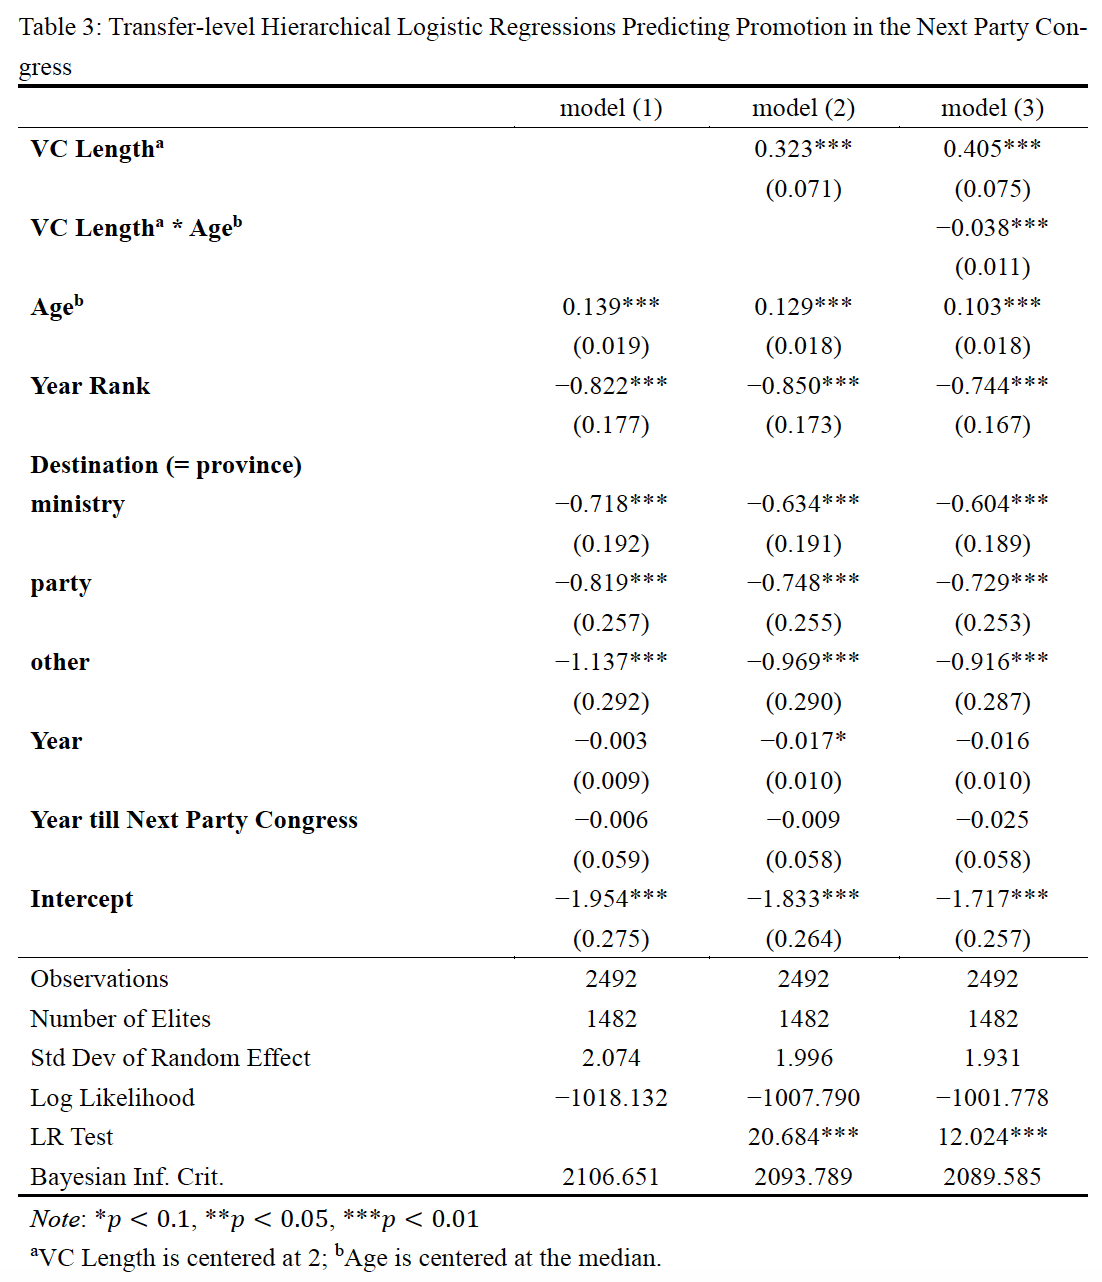 Table 3: Transfer-level Hierarchical Logistic Regressions Predicting Promotion in the Next Party Con-
gress
model (1) model (2) model (3)
VC Lengthᵃ 0.323*** 0.405***
(0.071) (0.075)
VC Lengthᵃ * Ageᵇ −0.038***
(0.011)
Ageᵇ 0.139*** 0.129*** 0.103***
(0.019) (0.018) (0.018)
Year Rank −0.822*** −0.850*** −0.744***
(0.177) (0.173) (0.167)
Destination (= province)
ministry −0.718*** −0.634*** −0.604***
(0.192) (0.191) (0.189)
party −0.819*** −0.748*** −0.729***
(0.257) (0.255) (0.253)
other −1.137*** −0.969*** −0.916***
(0.292) (0.290) (0.287)
Year −0.003 −0.017* −0.016
(0.009) (0.010) (0.010)
Year till Next Party Congress −0.006 −0.009 −0.025
(0.059) (0.058) (0.058)
Intercept −1.954*** −1.833*** −1.717***
(0.275) (0.264) (0.257)
Observations 2492 2492 2492
Number of Elites 1482 1482 1482
Std Dev of Random Effect 2.074 1.996 1.931
Log Likelihood −1018.132 −1007.790 −1001.778
LR Test 20.684*** 12.024***
Bayesian Inf. Crit. 2106.651 2093.789 2089.585
Note: *p < 0.1, **p < 0.05, ***p < 0.01
ᵃVC Length is centered at 2; ᵇAge is centered at the median.